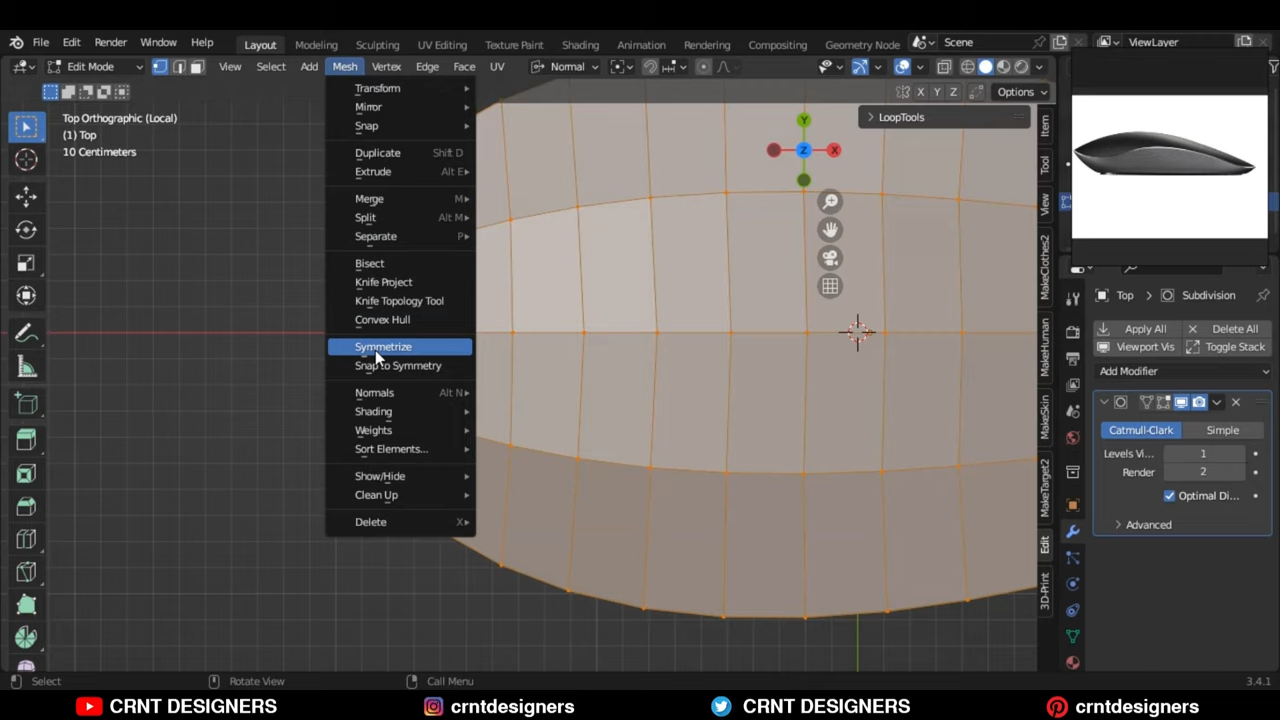 File Edit Render Window Help Layout Modeling Sculpting UV Editing Texture Paint Shading Animation Rendering Compositing Geometry Node Scene ViewLayer
Edit Mode View Select Add Mesh Vertex Edge Face UV Normal
X Y Z Options
Top Orthographic (Local)
(1) Top
10 Centimeters
Transform
Mirror
Snap
Duplicate Shift D
Extrude Alt E
Merge M
Split Alt M
Separate P
Bisect
Knife Project
Knife Topology Tool
Convex Hull
Symmetrize
Snap to Symmetry
Normals Alt N
Shading
Weights
Sort Elements...
Show/Hide
Clean Up
Delete X
LoopTools
Y
Z
X
Item
Tool
View
MakeClothes2
MakeHuman
MakeSkin
MakeTarget2
Edit
3D-Print
Top Subdivision
Apply All Delete All
Viewport Vis Toggle Stack
Add Modifier
Catmull-Clark Simple
Levels Vi... 1
Render 2
Optimal Di...
Advanced
Select Rotate View Call Menu 3.4.1
CRNT DESIGNERS crntdesigners CRNT DESIGNERS crntdesigners